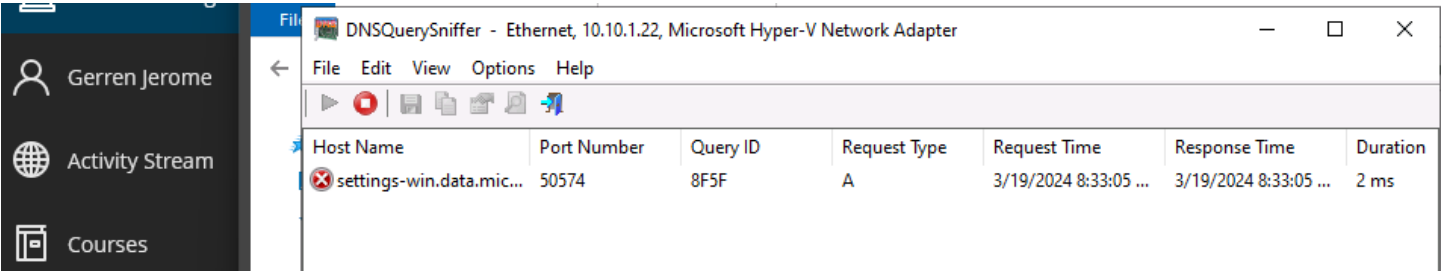 Gerren Jerome
Activity Stream
Courses
File
DNSQuerySniffer - Ethernet, 10.10.1.22, Microsoft Hyper-V Network Adapter
File Edit View Options Help
Host Name Port Number Query ID Request Type Request Time Response Time Duration
settings-win.data.mic... 50574 8F5F A 3/19/2024 8:33:05 ... 3/19/2024 8:33:05 ... 2 ms